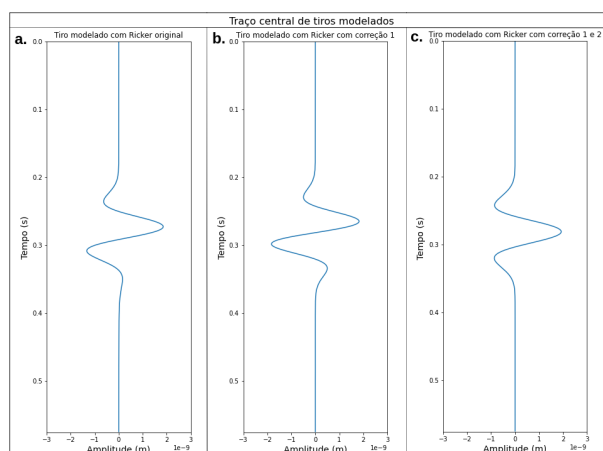 Traço central de tiros modelados
a. Tiro modelado com Ricker original
b. Tiro modelado com Ricker com correção 1
c. Tiro modelado com Ricker com correção 1 e 2
0.0
0.1
0.2
0.3
0.4
0.5
Tempo (s)
−3 −2 −1 0 1 2 3
1e−9
Amplitude (m)
0.0
0.1
0.2
0.3
0.4
0.5
Tempo (s)
−3 −2 −1 0 1 2 3
1e−9
Amplitude (m)
0.0
0.1
0.2
0.3
0.4
0.5
Tempo (s)
−3 −2 −1 0 1 2 3
1e−9
Amplitude (m)